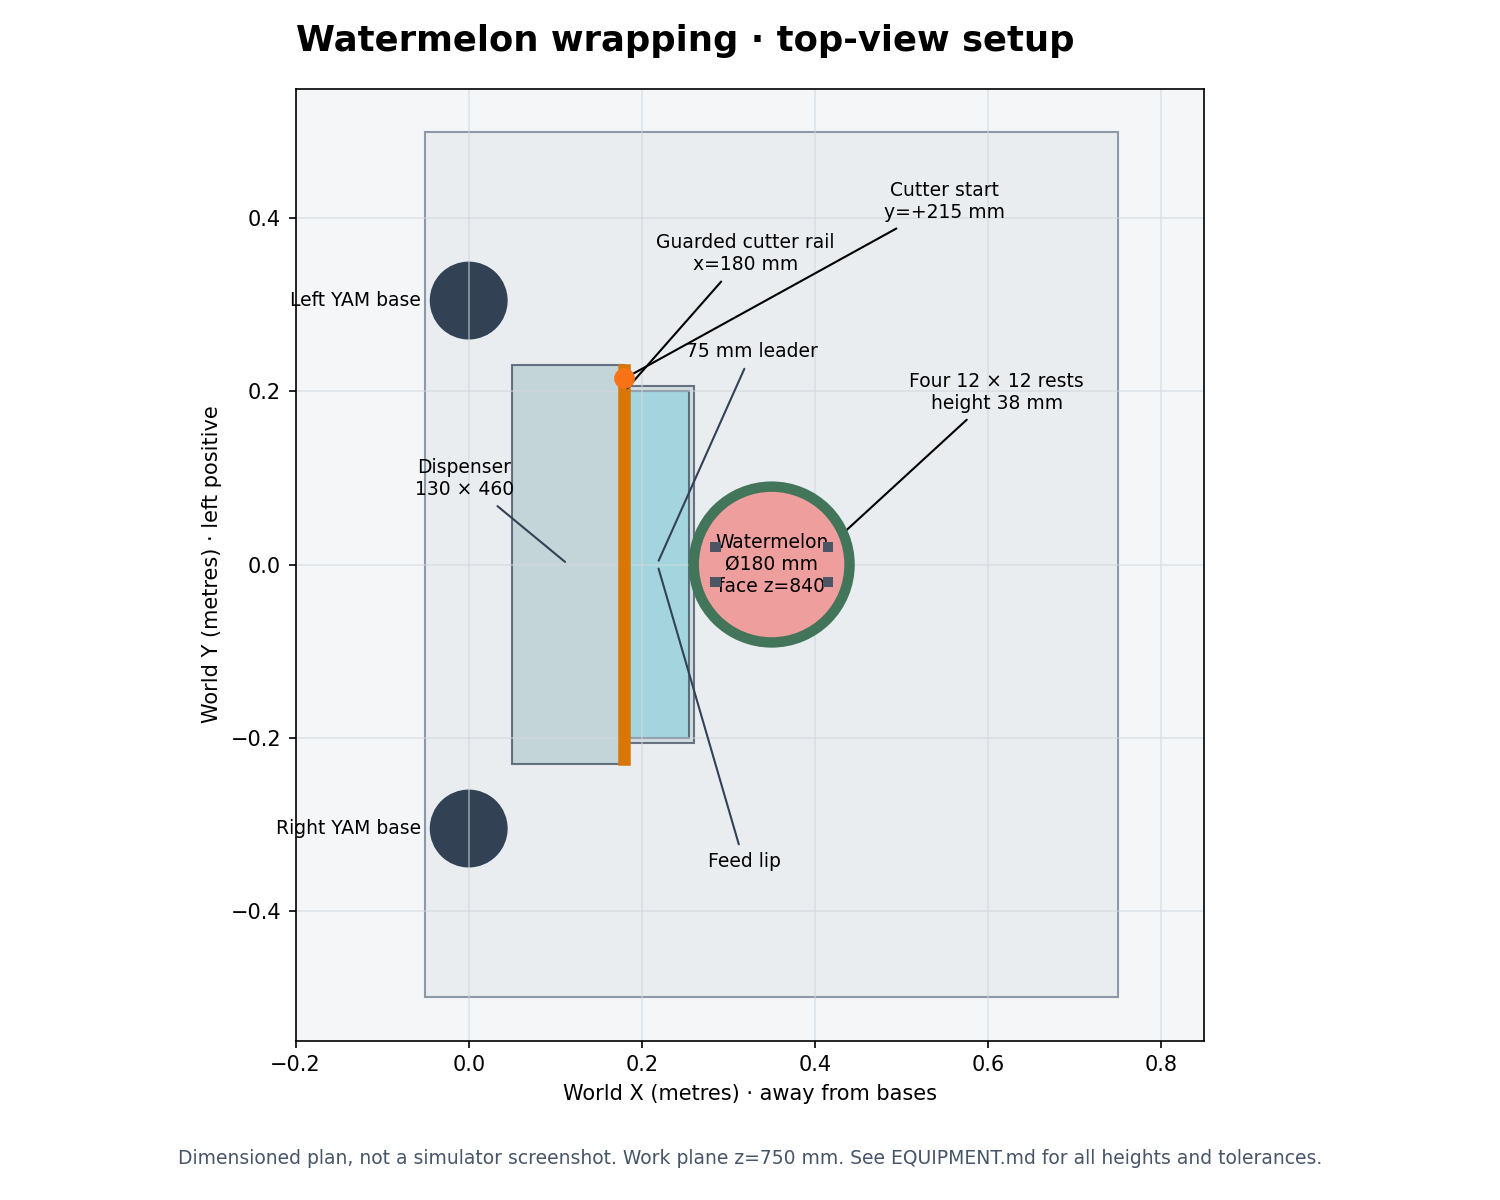 Watermelon wrapping · top-view setup
Cutter start
y=+215 mm
Guarded cutter rail
x=180 mm
Left YAM base
75 mm leader
Four 12 × 12 rests
height 38 mm
Dispenser
130 × 460
Watermelon
Ø180 mm
face z=840
Right YAM base
Feed lip
World Y (metres) · left positive
0.4
0.2
0.0
−0.2
−0.4
−0.2
0.0
0.2
0.4
0.6
0.8
World X (metres) · away from bases
Dimensioned plan, not a simulator screenshot. Work plane z=750 mm. See EQUIPMENT.md for all heights and tolerances.